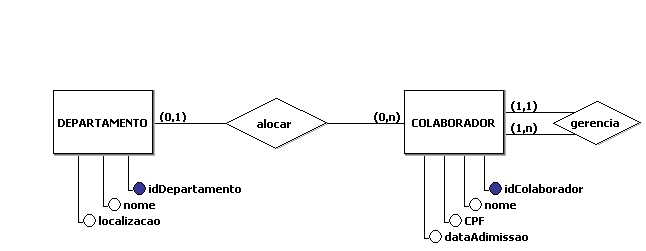 DEPARTAMENTO
(0,1)
alocar
(0,n)
COLABORADOR
(1,1)
(1,n)
gerencia
idDepartamento
nome
localizacao
idColaborador
nome
CPF
dataAdimissao